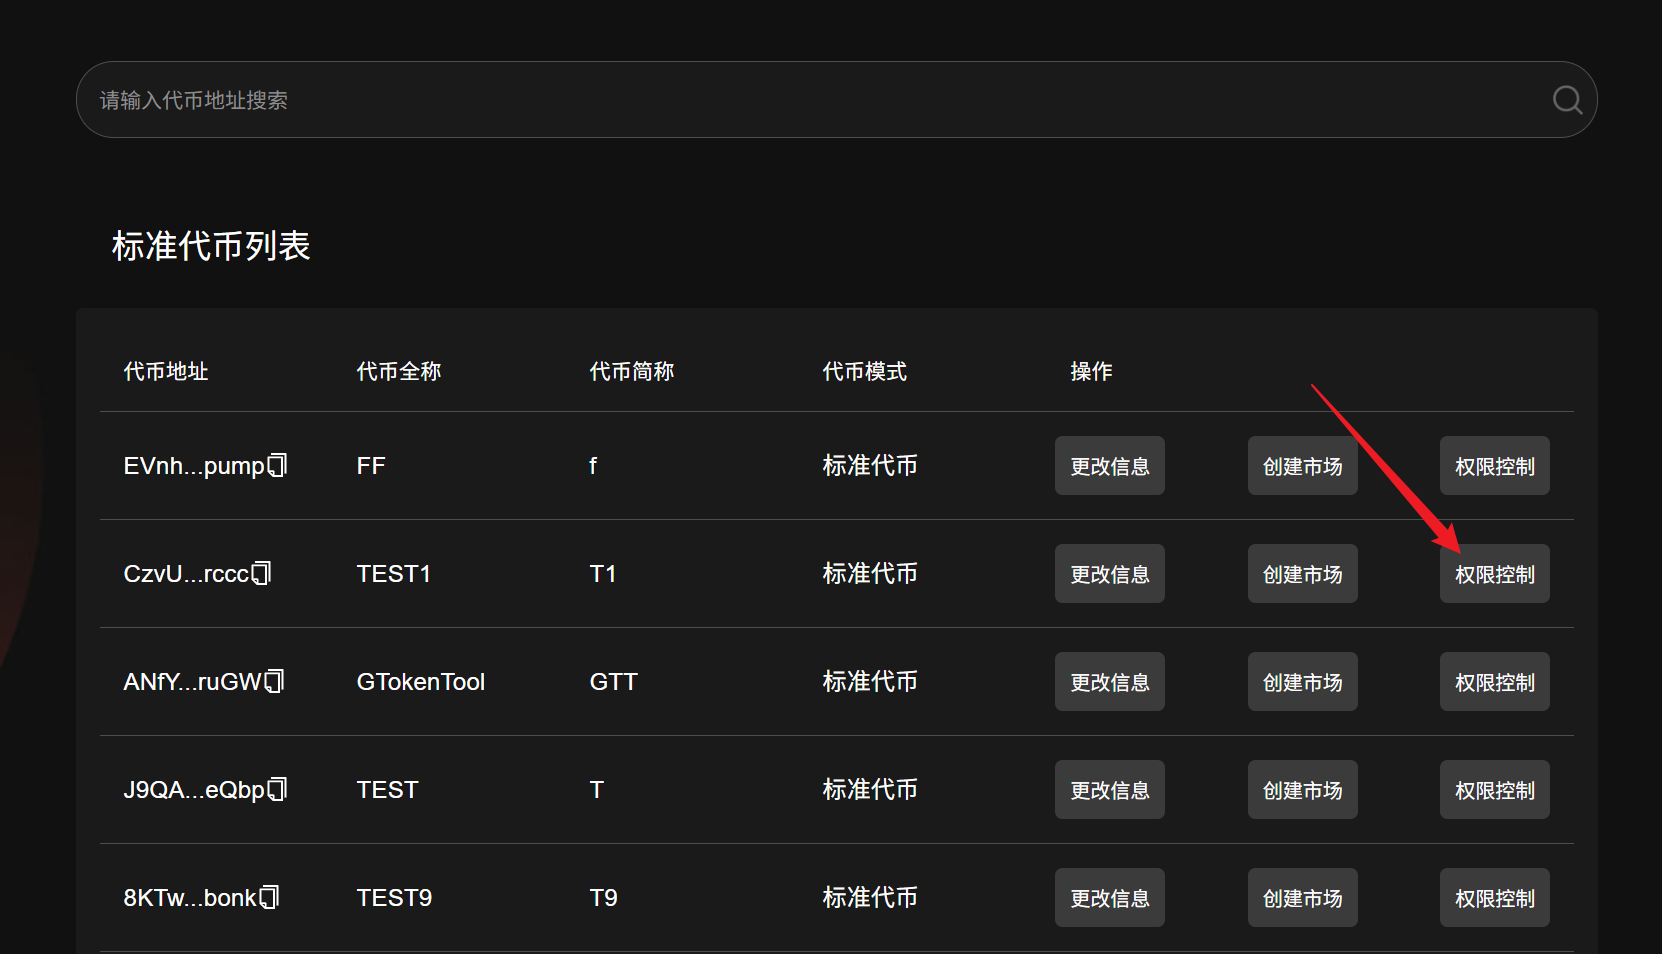 请输入代币地址搜索
标准代币列表
代币地址 代币全称 代币简称 代币模式 操作
EVnh...pump FF f 标准代币 更改信息 创建市场 权限控制
CzvU...rccc TEST1 T1 标准代币 更改信息 创建市场 权限控制
ANfY...ruGW GTokenTool GTT 标准代币 更改信息 创建市场 权限控制
J9QA...eQbp TEST T 标准代币 更改信息 创建市场 权限控制
8KTw...bonk TEST9 T9 标准代币 更改信息 创建市场 权限控制